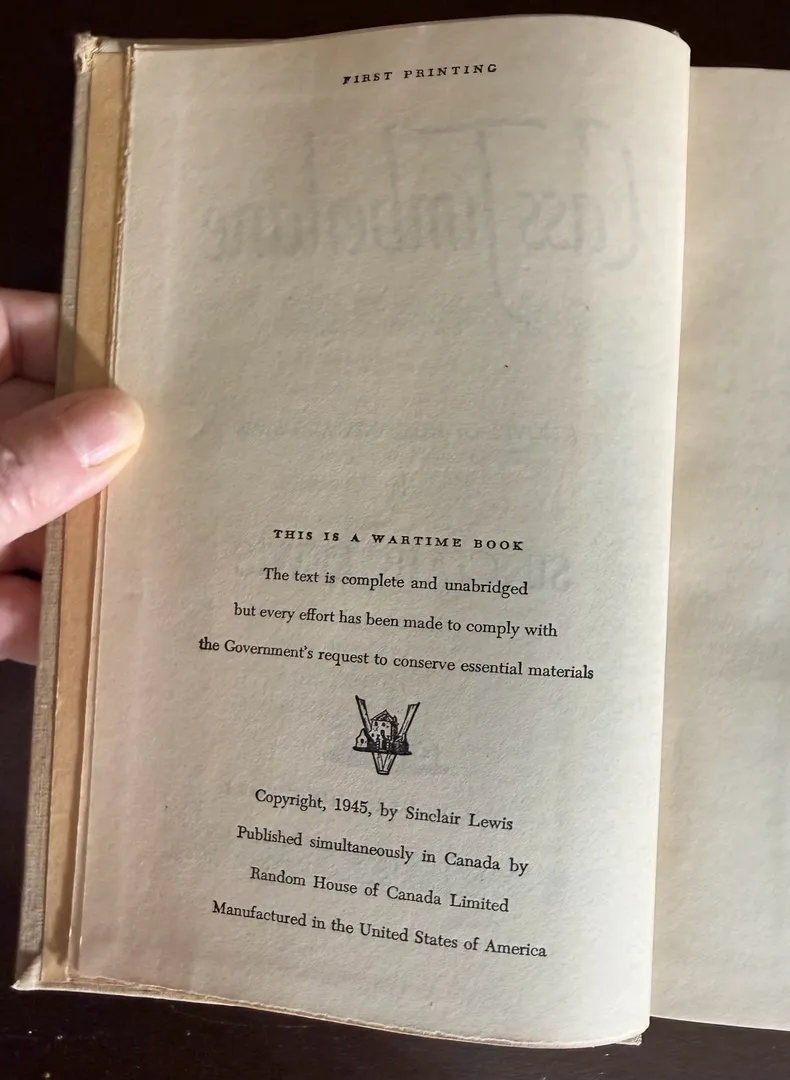 FIRST PRINTING
Cass Timberlane
THIS IS A WARTIME BOOK
The text is complete and unabridged
but every effort has been made to comply with
the Government's request to conserve essential materials
Copyright, 1945, by Sinclair Lewis
Published simultaneously in Canada by
Random House of Canada Limited
Manufactured in the United States of America